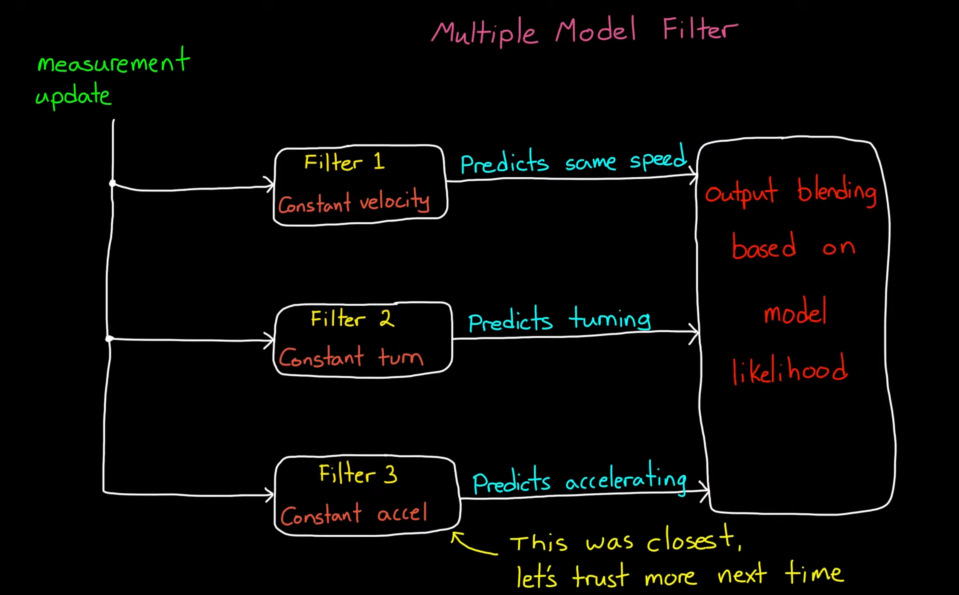 Multiple Model Filter
measurement
update
Filter 1
Constant velocity
Predicts same speed
Filter 2
Constant turn
Predicts turning
Filter 3
Constant accel
Predicts accelerating
Output blending
based on
model
likelihood
This was closest,
let's trust more next time